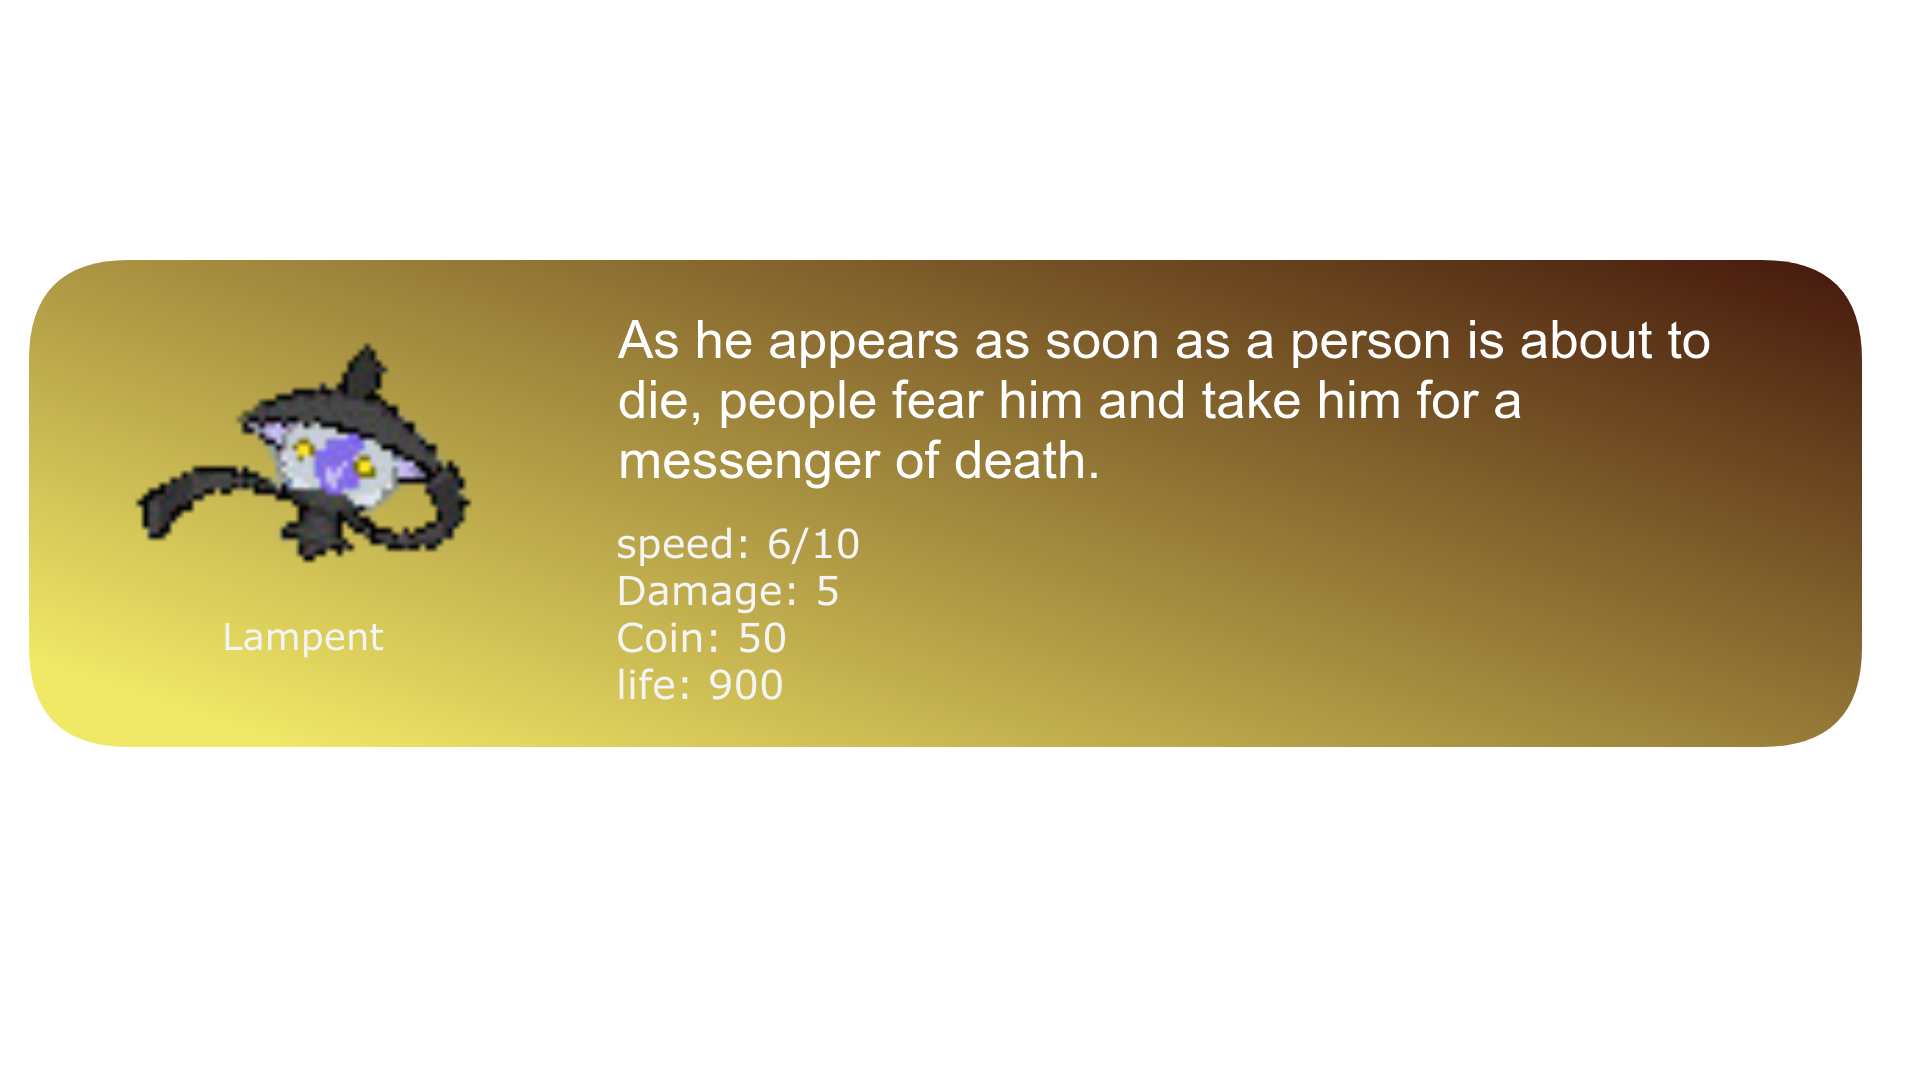 As he appears as soon as a person is about to
die, people fear him and take him for a
messenger of death.
speed: 6/10
Damage: 5
Coin: 50
life: 900
Lampent